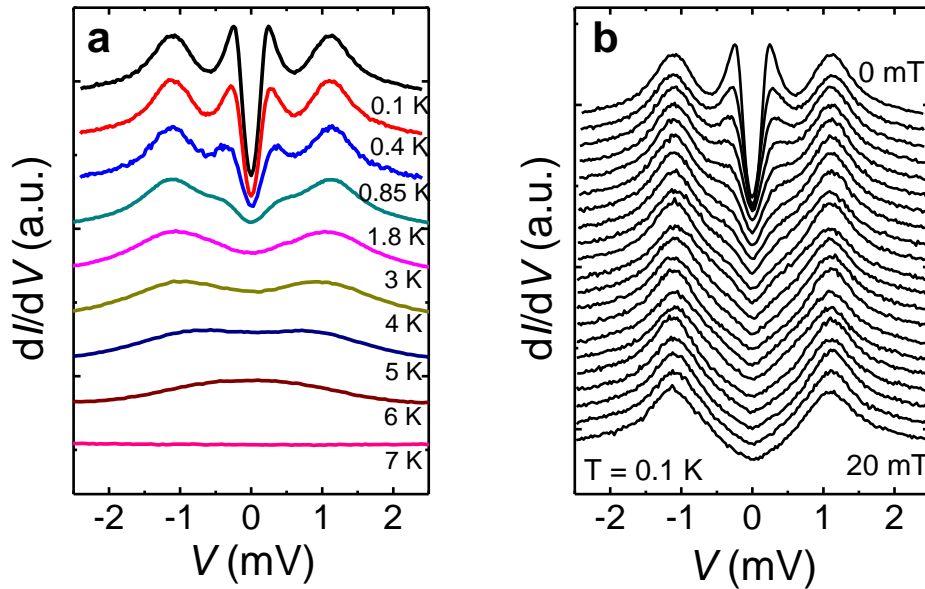 a
0.1 K
0.4 K
0.85 K
1.8 K
3 K
4 K
5 K
6 K
7 K
-2 -1 0 1 2
V (mV)
dI/dV (a.u.)
b
0 mT
T = 0.1 K
20 mT
-2 -1 0 1 2
V (mV)
dI/dV (a.u.)